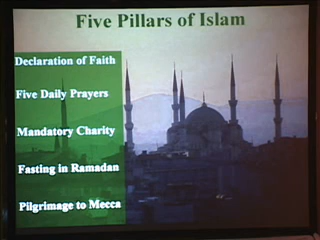 Five Pillars of Islam
Declaration of Faith
Five Daily Prayers
Mandatory Charity
Fasting in Ramadan
Pilgrimage to Mecca